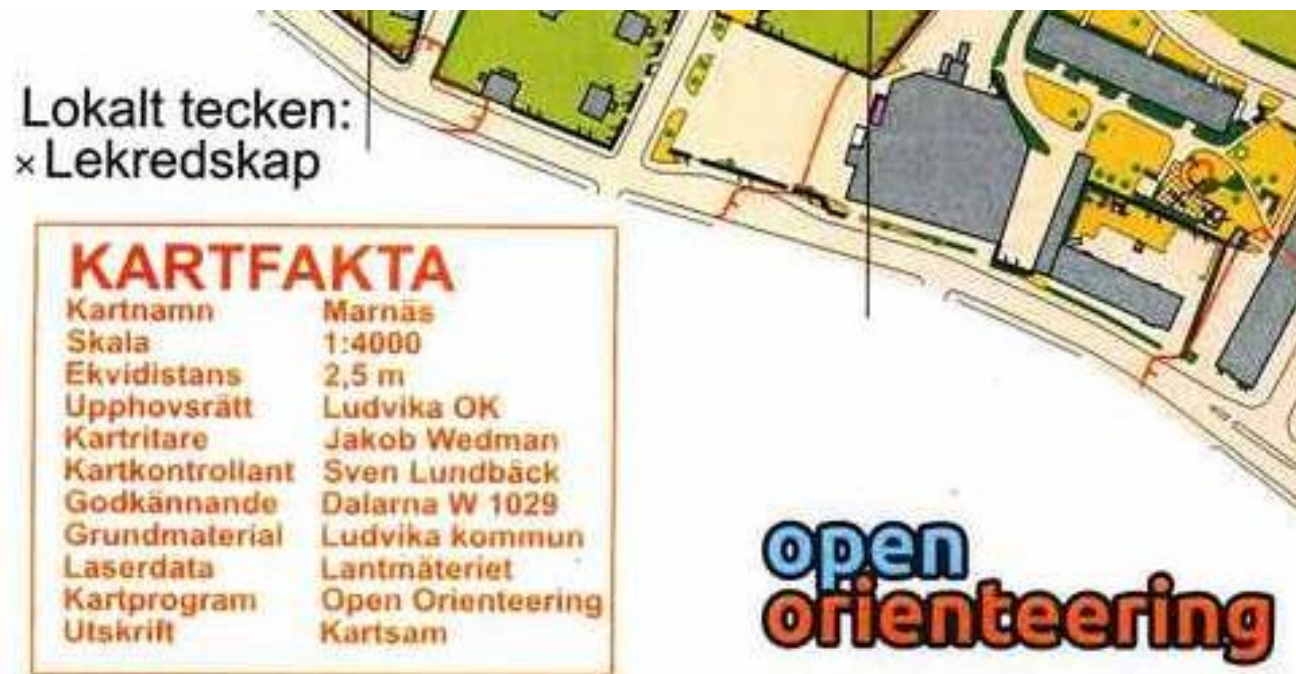 Lokalt tecken:
×Lekredskap
KARTFAKTA
Kartnamn Marnäs
Skala 1:4000
Ekvidistans 2,5 m
Upphovsrätt Ludvika OK
Kartritare Jakob Wedman
Kartkontrollant Sven Lundbäck
Godkännande Dalarna W 1029
Grundmaterial Ludvika kommun
Laserdata Lantmäteriet
Kartprogram Open Orienteering
Utskrift Kartsam
open
orienteering